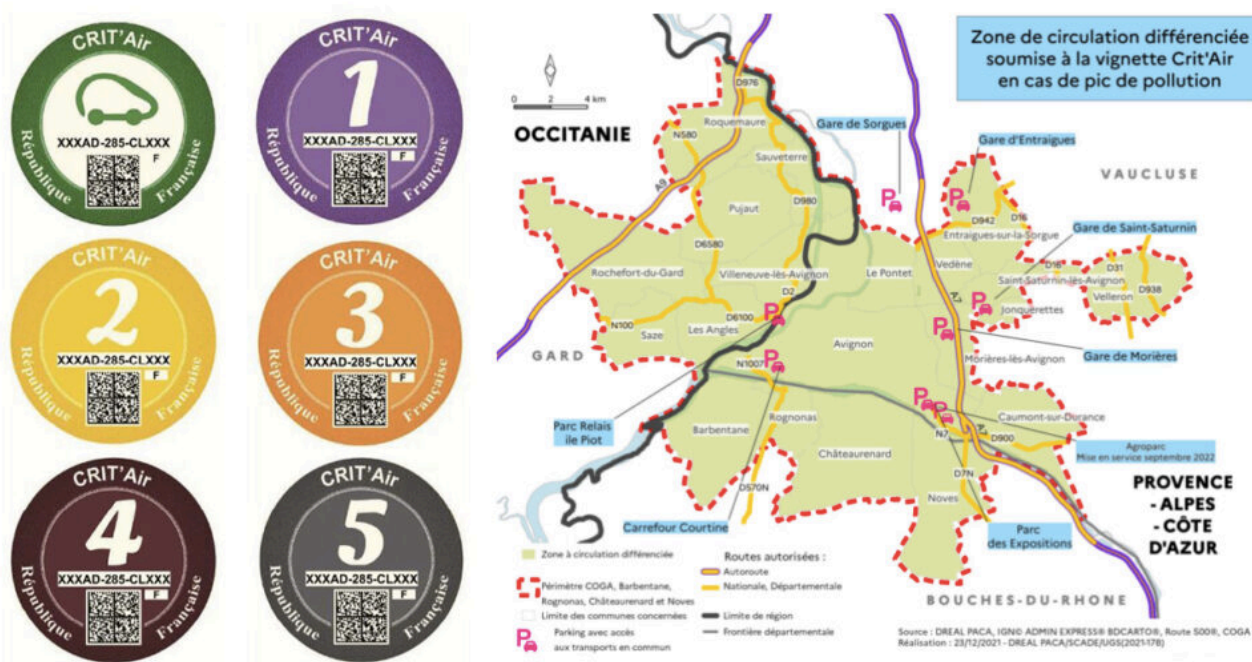 CRIT'Air
XXXAD-285-CLXXX
F
République Française
CRIT'Air
1
XXXAD-285-CLXXX
F
République Française
CRIT'Air
2
XXXAD-285-CLXXX
F
République Française
CRIT'Air
3
XXXAD-285-CLXXX
F
République Française
CRIT'Air
4
XXXAD-285-CLXXX
F
République Française
CRIT'Air
5
XXXAD-285-CLXXX
F
République Française
Zone de circulation différenciée
soumise à la vignette Crit'Air
en cas de pic de pollution
0 2 4 km
OCCITANIE
D976
Roquemaure
N580
Sauveterre
A9
Pujaut
D980
D6580
Rochefort-du-Gard
Villeneuve-lès-Avignon
D2
N100
D6100
Saze
Les Angles
GARD
Gare de Sorgues
P
Gare d'Entraigues
P
VAUCLUSE
D942
D16
Entraigues-sur-la-Sorgue
Gare de Saint-Saturnin
Le Pontet
Vedène
D16
Saint-Saturnin-lès-Avignon
D31
Velleron
D938
A7
P
Jonquerettes
P
P
Avignon
Morières-lès-Avignon
Gare de Morières
P
N1007
Parc Relais
ile Piot
Rognonas
Barbentane
P
P
Caumont-sur-Durance
N7
A7
D900
Agroparc
Mise en service septembre 2022
Châteaurenard
D7N
D570N
Noves
Carrefour Courtine
Parc
des Expositions
PROVENCE
- ALPES
- CÔTE
D'AZUR
BOUCHES-DU-RHONE
Zone à circulation différenciée
Périmètre COGA, Barbentane,
Rognonas, Châteaurenard et Noves
Limite des communes concernées
P
Parking avec accès
aux transports en commun
Routes autorisées :
Autoroute
Nationale, Départementale
Limite de région
Frontière départementale
Source : DREAL PACA, IGN© ADMIN EXPRESS® BDCARTO®, Route 500®, COGA
Réalisation : 23/12/2021 - DREAL PACA/SCADE/UGS(2021-178)